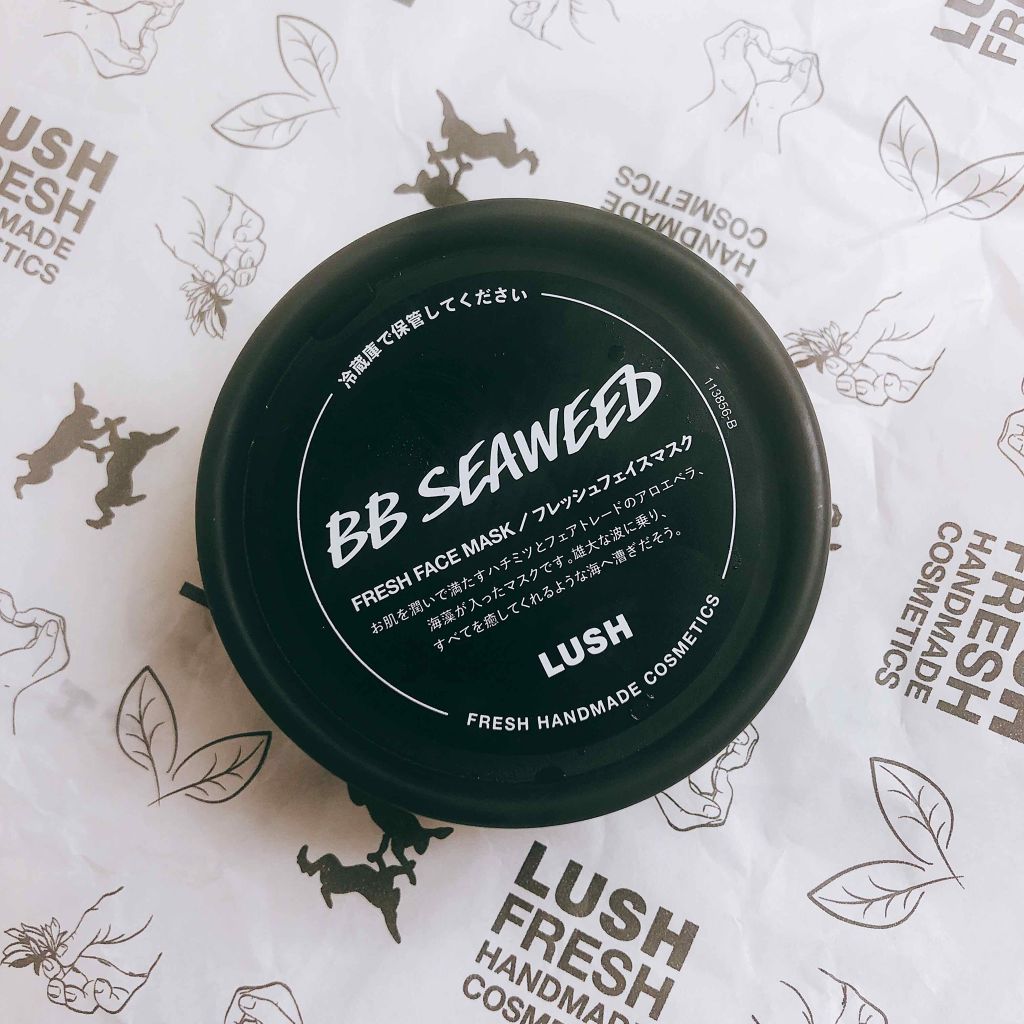 冷蔵庫で保管してください
113856-B
BB SEAWEED
FRESH FACE MASK / フレッシュフェイスマスク
お肌を潤いで満たすハチミツとフェアトレードのアロエベラ、
海藻が入ったマスクです。雄大な波に乗り、
すべてを癒してくれるような海へ漕ぎだそう。
LUSH
FRESH HANDMADE COSMETICS
LUSH
FRESH
HANDMADE
COSMETICS
HANDMADE
COSMETICS
FRESH
HANDMADE
COSMETICS
LUSH
FRESH